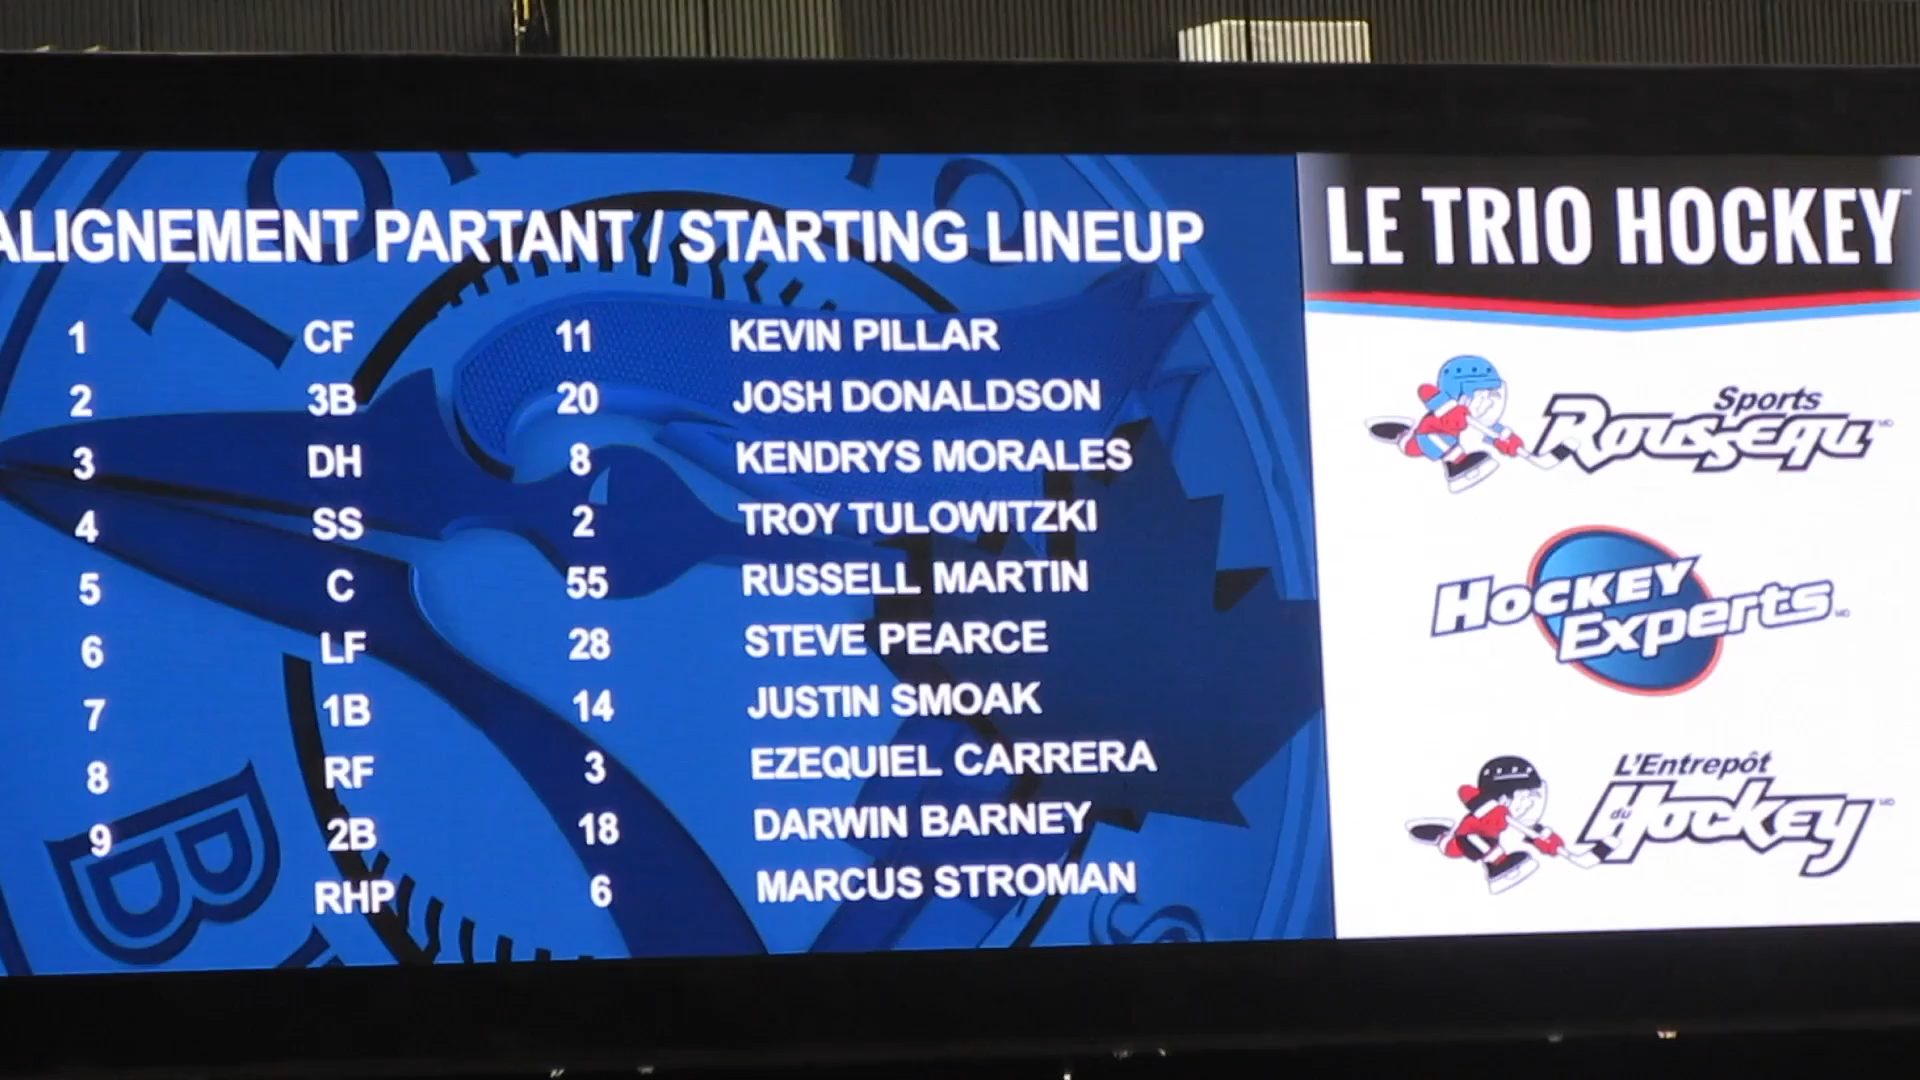 ALIGNEMENT PARTANT / STARTING LINEUP
1 CF 11 KEVIN PILLAR
2 3B 20 JOSH DONALDSON
3 DH 8 KENDRYS MORALES
4 SS 2 TROY TULOWITZKI
5 C 55 RUSSELL MARTIN
6 LF 28 STEVE PEARCE
7 1B 14 JUSTIN SMOAK
8 RF 3 EZEQUIEL CARRERA
9 2B 18 DARWIN BARNEY
RHP 6 MARCUS STROMAN
LE TRIO HOCKEY
Sports
Rousseau
HOCKEY
Experts
L'Entrepôt
du Hockey